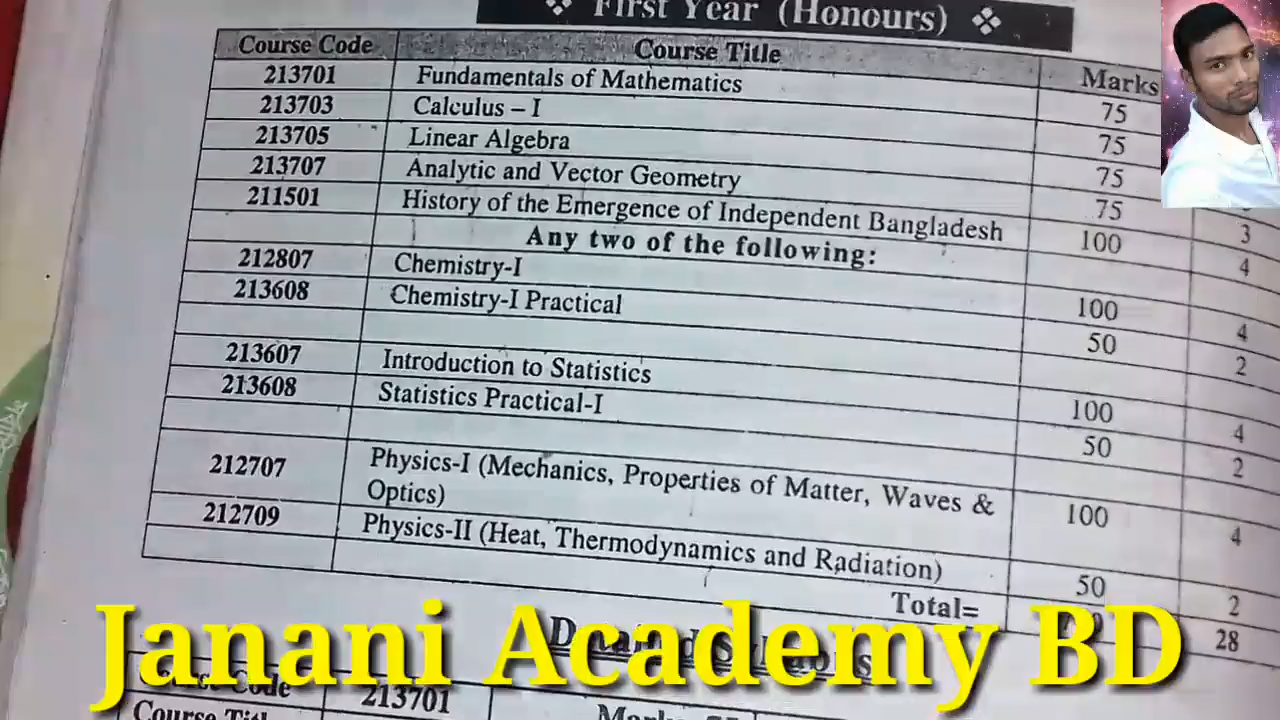 ❖ First Year (Honours) ❖
Course Code Course Title Marks
213701 Fundamentals of Mathematics 75
213703 Calculus – I 75
213705 Linear Algebra 75
213707 Analytic and Vector Geometry 75
211501 History of the Emergence of Independent Bangladesh 100 3
Any two of the following: 4
212807 Chemistry-I 100 4
213608 Chemistry-I Practical 50 2
213607 Introduction to Statistics 100 4
213608 Statistics Practical-I 50 2
212707 Physics-I (Mechanics, Properties of Matter, Waves &
Optics) 100 4
212709 Physics-II (Heat, Thermodynamics and Radiation) 50 2
Total= 28
Janani Academy BD
Code 213701
Course